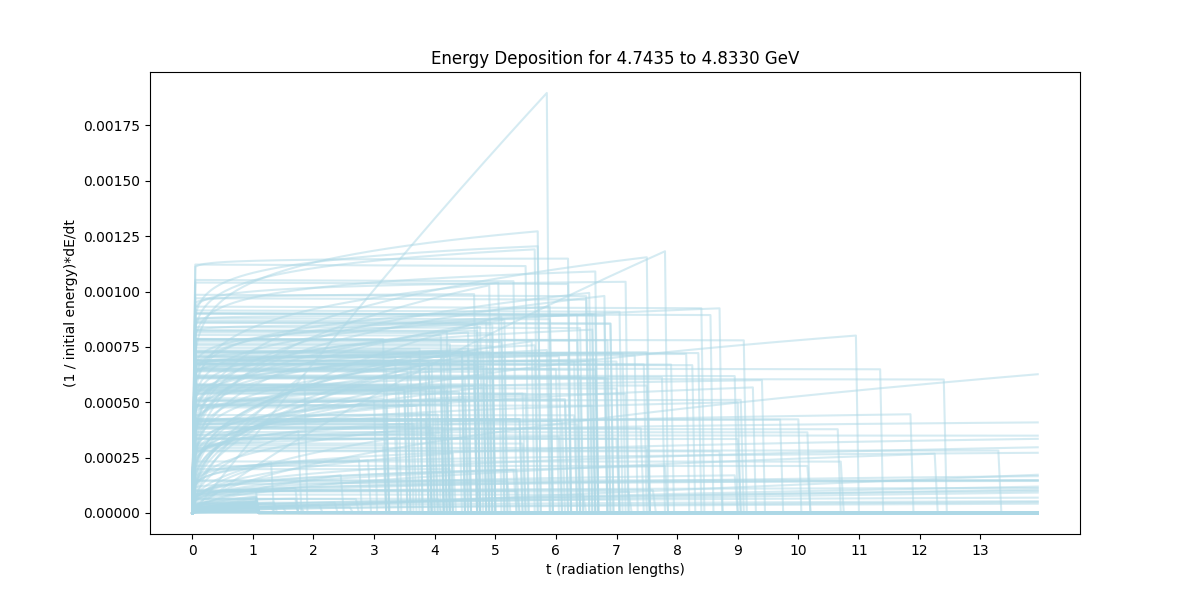 Energy Deposition for 4.7435 to 4.8330 GeV
(1 / initial energy)*dE/dt
0.00175
0.00150
0.00125
0.00100
0.00075
0.00050
0.00025
0.00000
0 1 2 3 4 5 6 7 8 9 10 11 12 13
t (radiation lengths)